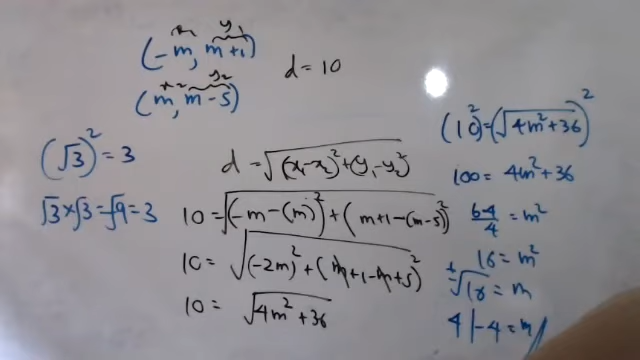 x₁ y₁
(-m, m+1)
d = 10
x₂ y₂
(m, m-5)
(√3)² = 3
√3 × √3 = √9 = 3
d = √(x₁-x₂)² + (y₁-y₂)²
10 = √(-m-(m))² + (m+1-(m-5)²
10 = √(-2m)² + (m+1-m+5)²
10 = √4m² + 36
(10)² = (√4m² + 36)²
100 = 4m² + 36
64/4 = m²
16 = m²
±√16 = m
4 | -4 = m